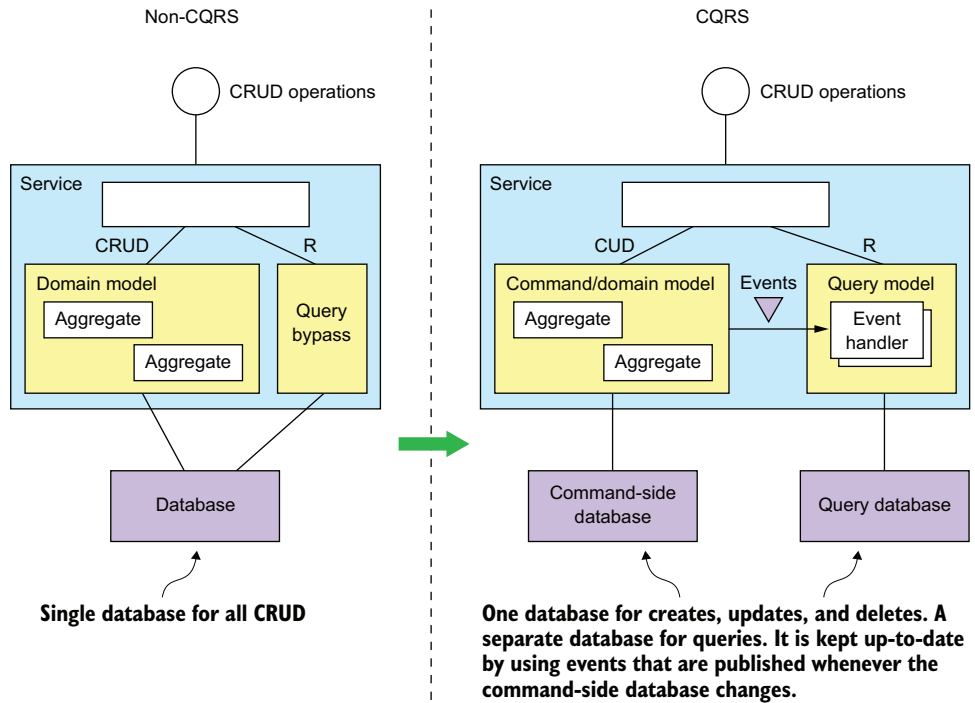 Non-CQRS
CRUD operations
Service
CRUD
R
Domain model
Aggregate
Aggregate
Query
bypass
Database
Single database for all CRUD
CQRS
CRUD operations
Service
CUD
R
Command/domain model
Aggregate
Aggregate
Events
Query model
Event
handler
Command-side
database
Query database
One database for creates, updates, and deletes. A
separate database for queries. It is kept up-to-date
by using events that are published whenever the
command-side database changes.